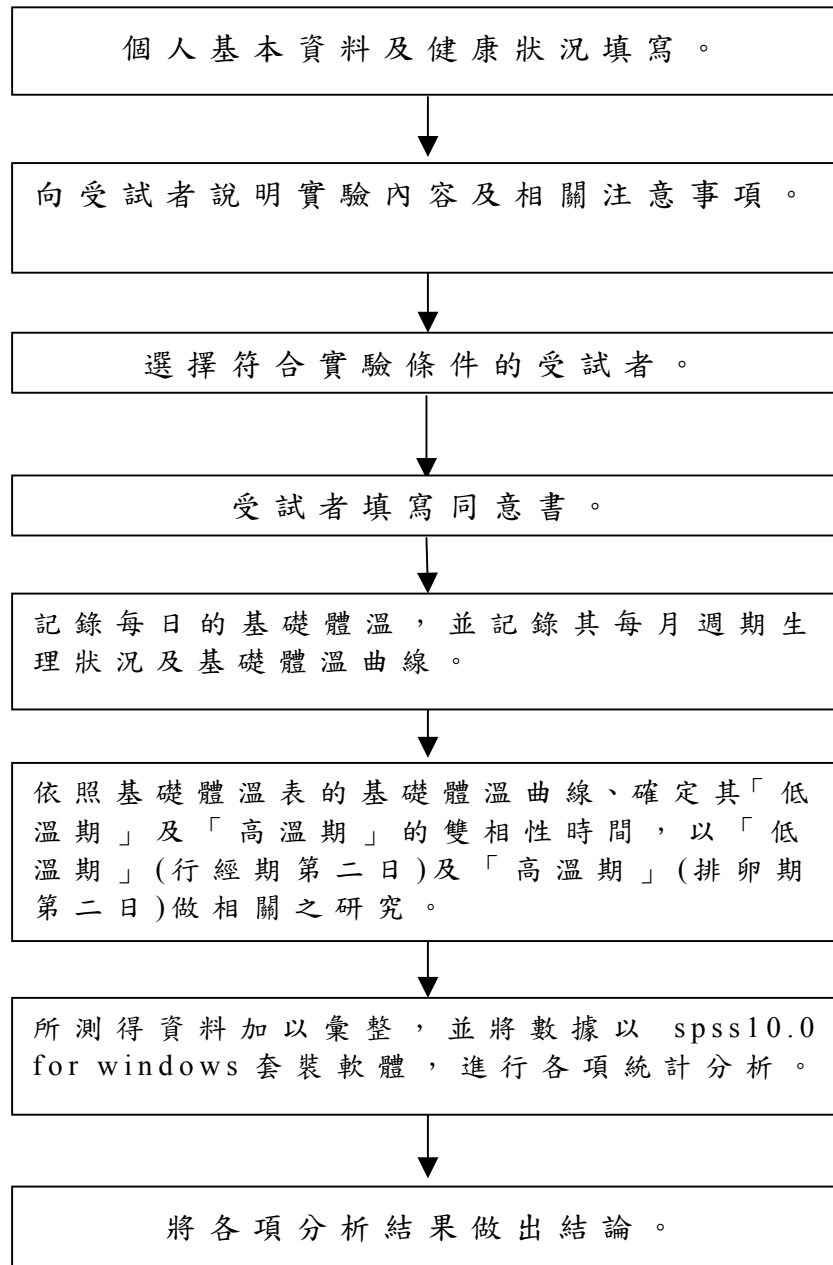 個人基本資料及健康狀況填寫。
向受試者說明實驗內容及相關注意事項。
選擇符合實驗條件的受試者。
受試者填寫同意書。
記錄每日的基礎體溫，並記錄其每月週期生
理狀況及基礎體溫曲線。
依照基礎體溫表的基礎體溫曲線、確定其「低
溫期」及「高溫期」的雙相性時間，以「低
溫期」(行經期第二日)及「高溫期」(排卵期
第二日)做相關之研究。
所測得資料加以彙整，並將數據以 spss10.0
for windows 套裝軟體，進行各項統計分析。
將各項分析結果做出結論。